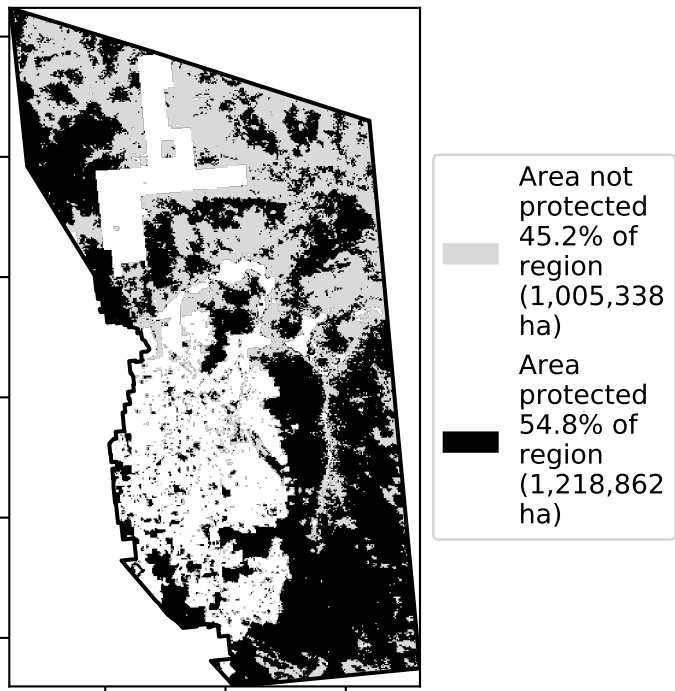 Area not
protected
45.2% of
region
(1,005,338
ha)
Area
protected
54.8% of
region
(1,218,862
ha)